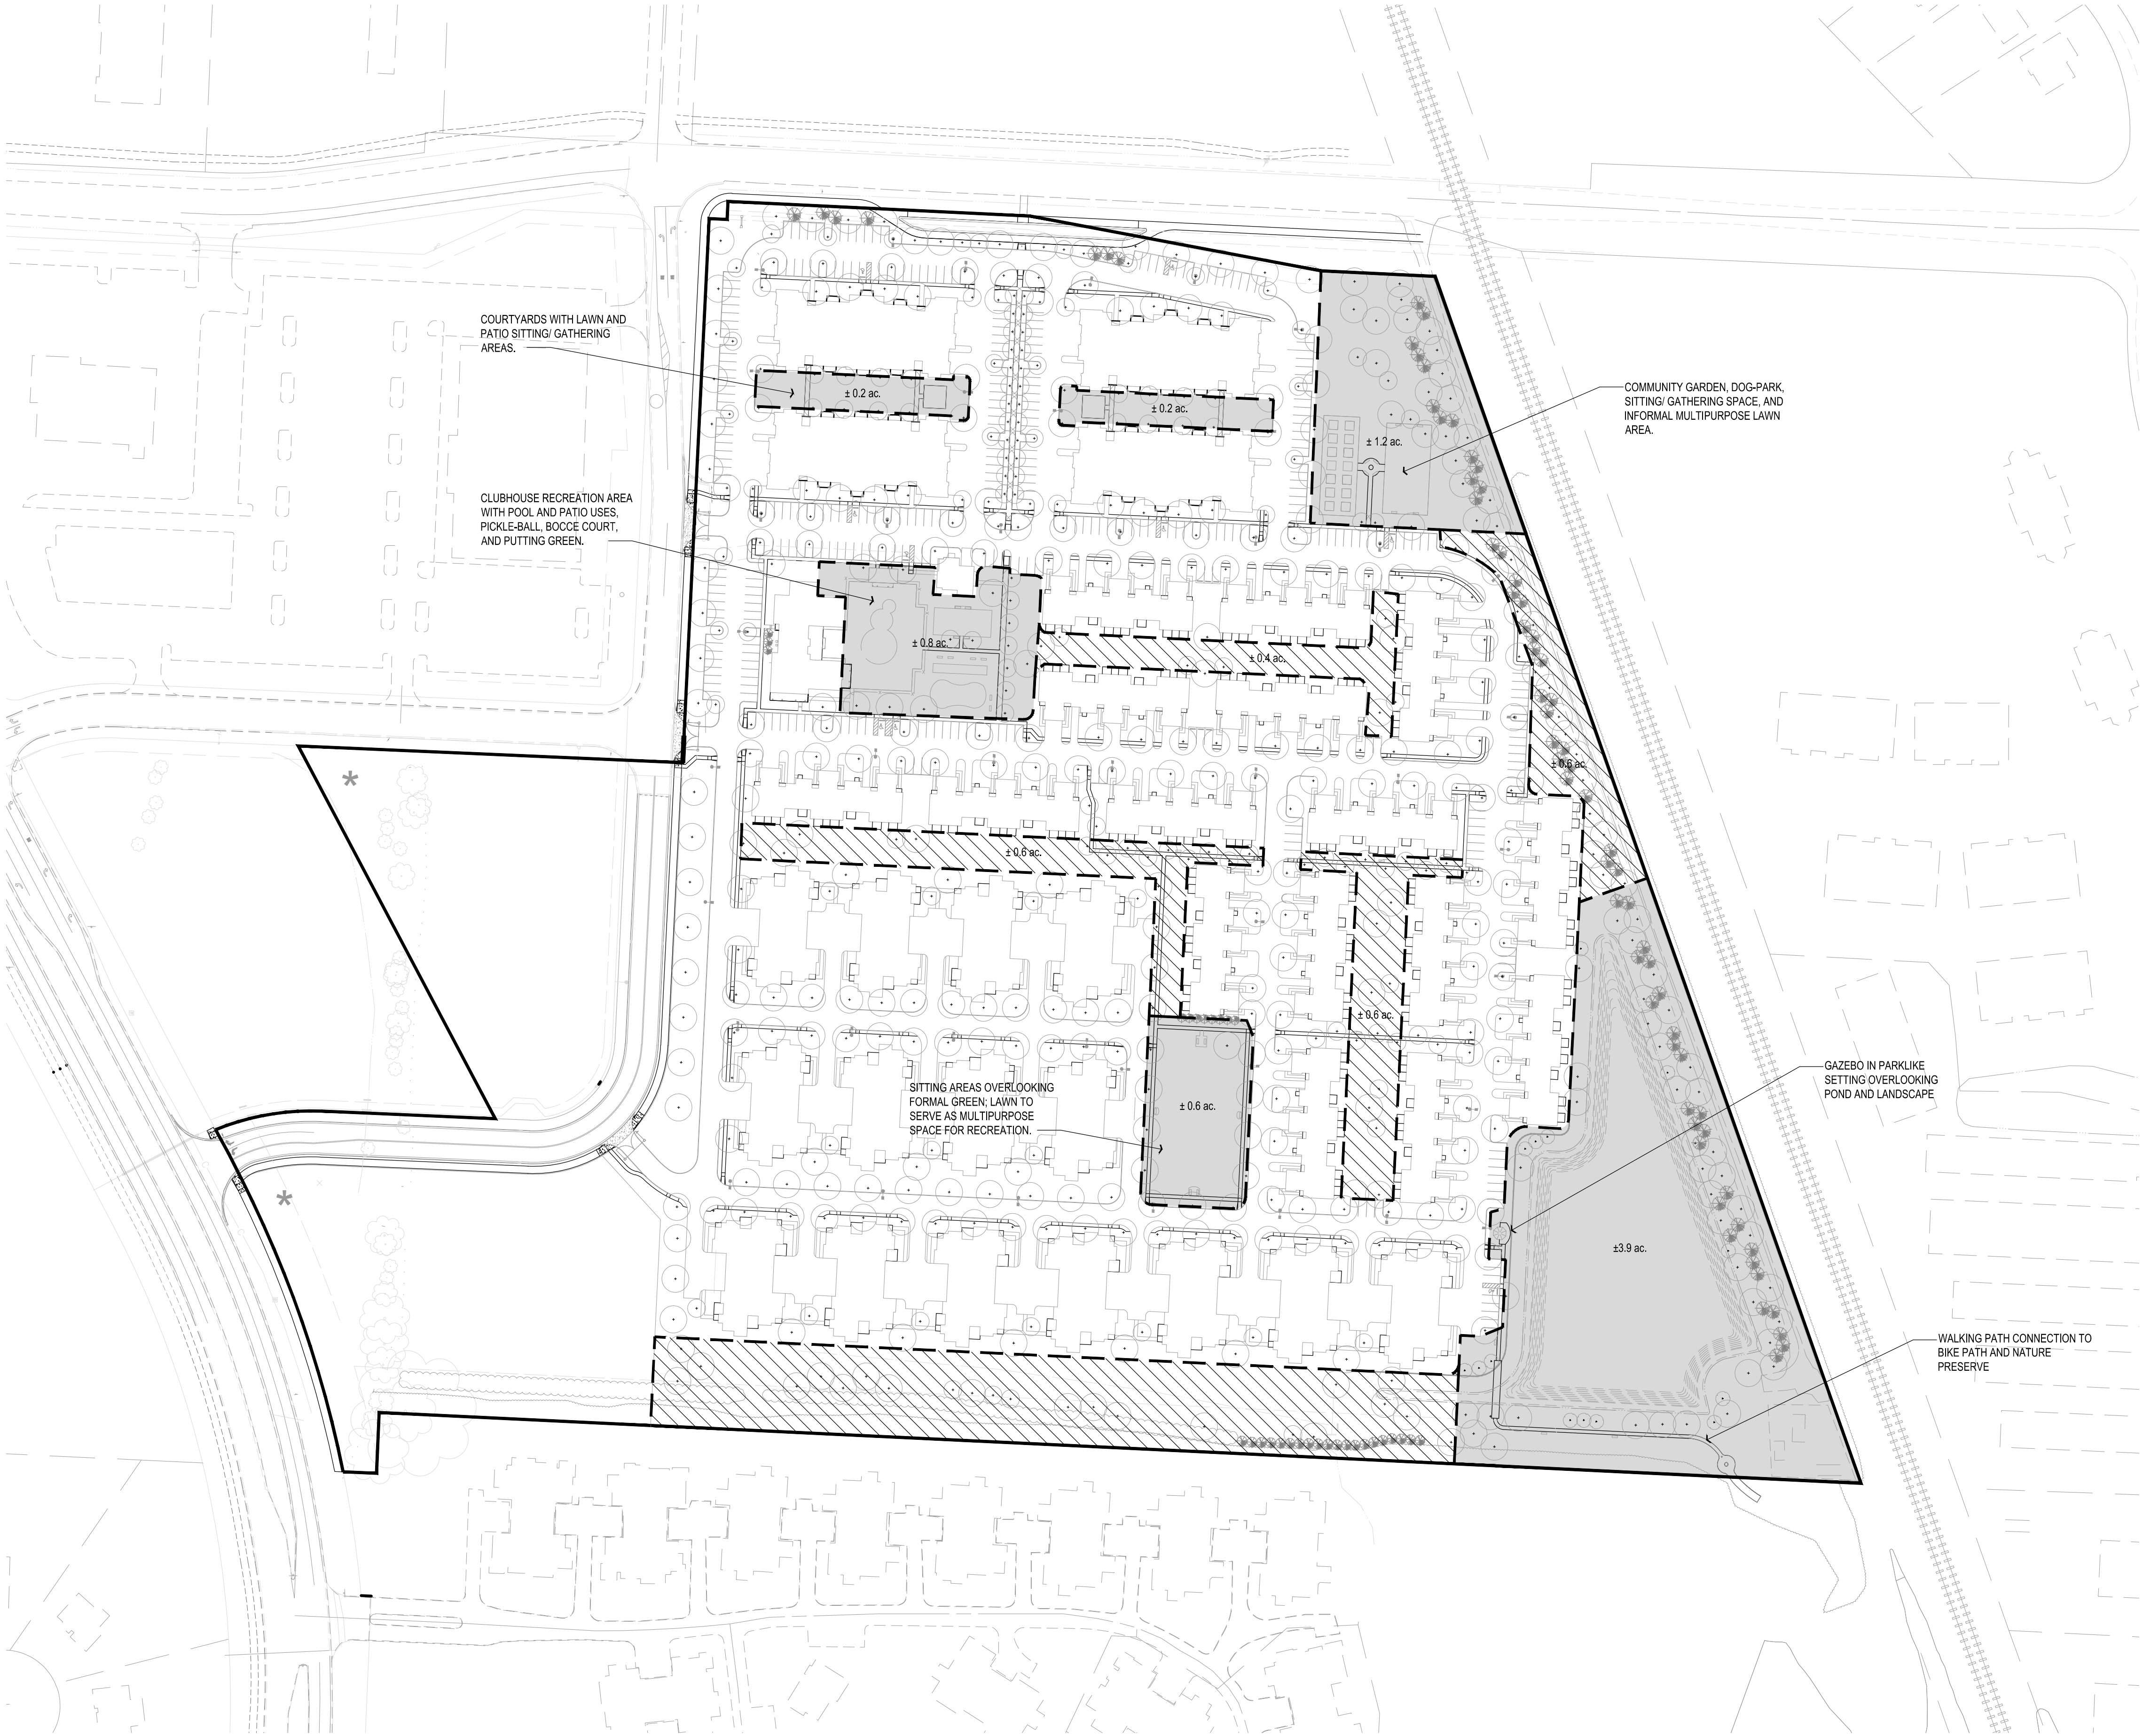 COURTYARDS WITH LAWN AND
PATIO SITTING/ GATHERING
AREAS.
± 0.2 ac.
± 0.2 ac.
COMMUNITY GARDEN, DOG-PARK,
SITTING/ GATHERING SPACE, AND
INFORMAL MULTIPURPOSE LAWN
AREA.
± 1.2 ac.
CLUBHOUSE RECREATION AREA
WITH POOL AND PATIO USES,
PICKLE-BALL, BOCCE COURT,
AND PUTTING GREEN.
± 0.8 ac.
± 0.4 ac.
± 0.6 ac.
*
± 0.6 ac.
± 0.6 ac.
SITTING AREAS OVERLOOKING
FORMAL GREEN; LAWN TO
SERVE AS MULTIPURPOSE
SPACE FOR RECREATION.
± 0.6 ac.
GAZEBO IN PARKLIKE
SETTING OVERLOOKING
POND AND LANDSCAPE
*
±3.9 ac.
WALKING PATH CONNECTION TO
BIKE PATH AND NATURE
PRESERVE